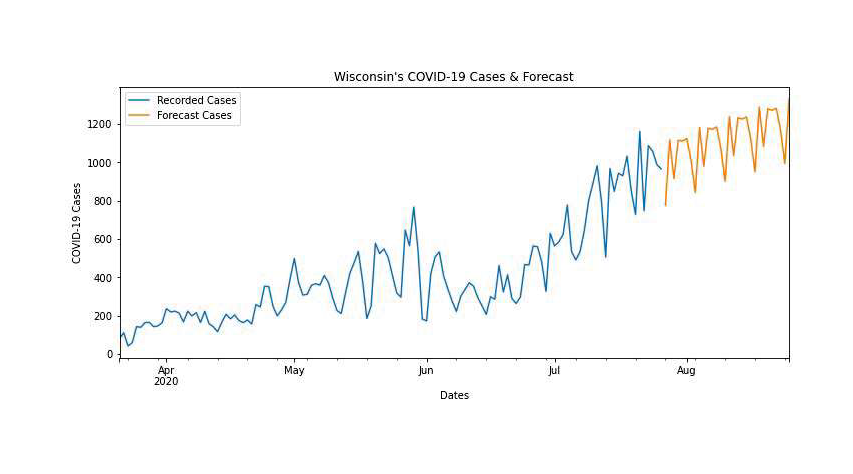 Wisconsin's COVID-19 Cases & Forecast
Recorded Cases
Forecast Cases
COVID-19 Cases
1200
1000
800
600
400
200
0
Apr
2020
May
Jun
Jul
Aug
Dates